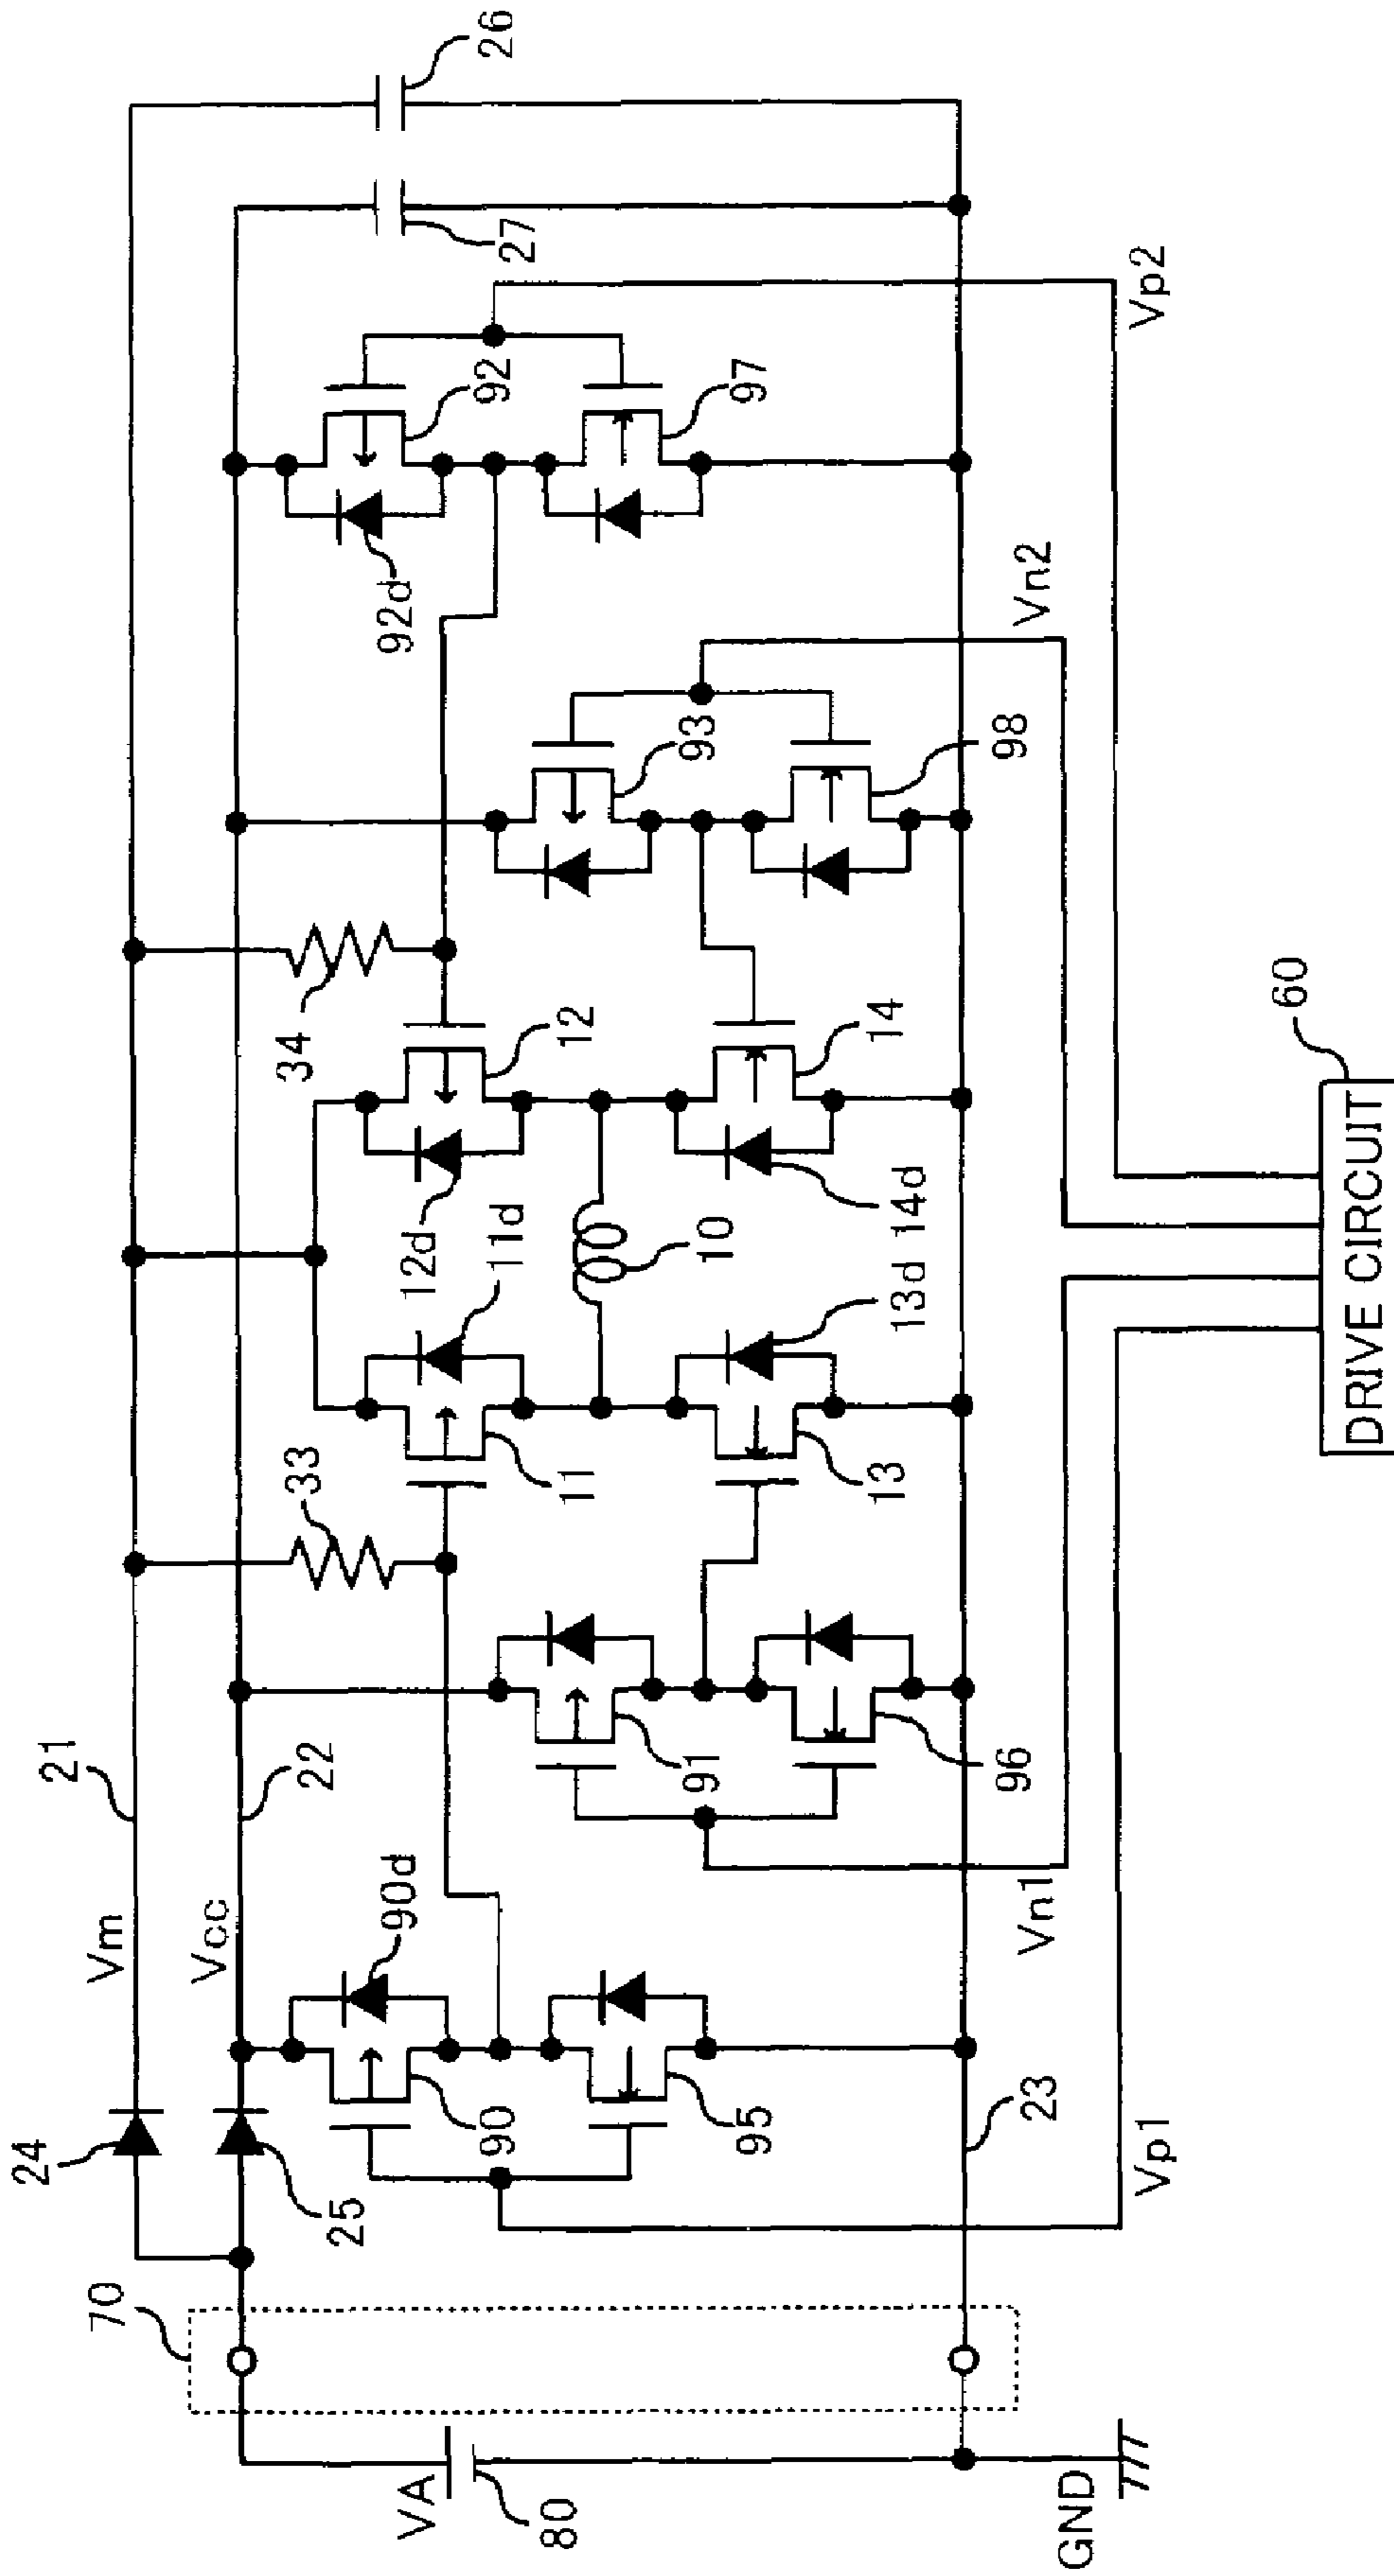 26
27
Vp2
92
97
92d
Vn2
93
98
34
12
14
60
12d
11d
10
14d
13d
DRIVE CIRCUIT
33
11
13
21
22
91
96
Vm
Vcc
90d
Vn1
24
25
90
95
23
Vp1
70
VA
80
GND